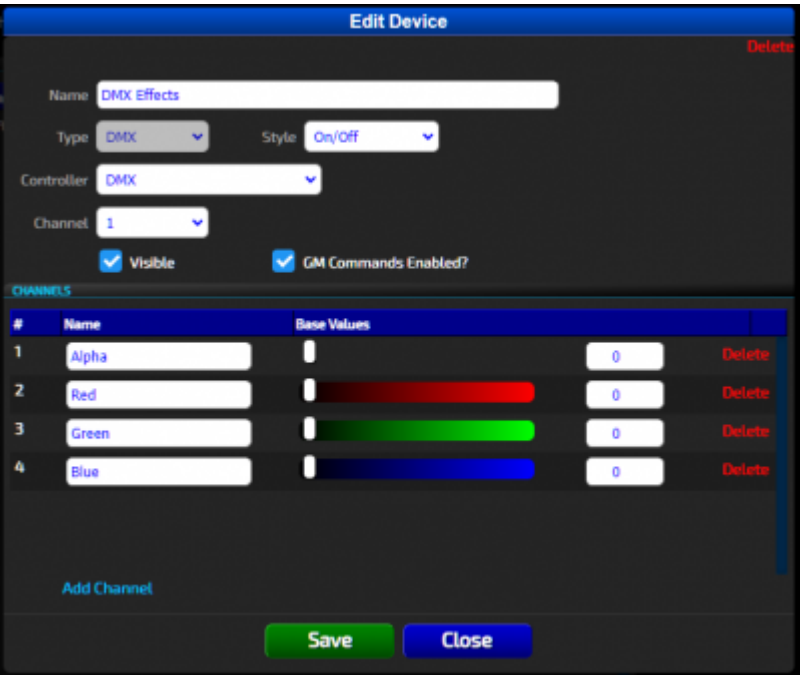 Edit Device
Delete
Name DMX Effects
Type DMX Style On/Off
Controller DMX
Channel 1
Visible GM Commands Enabled?
CHANNELS
# Name Base Values
1 Alpha 0 Delete
2 Red 0 Delete
3 Green 0 Delete
4 Blue 0 Delete
Add Channel
Save Close